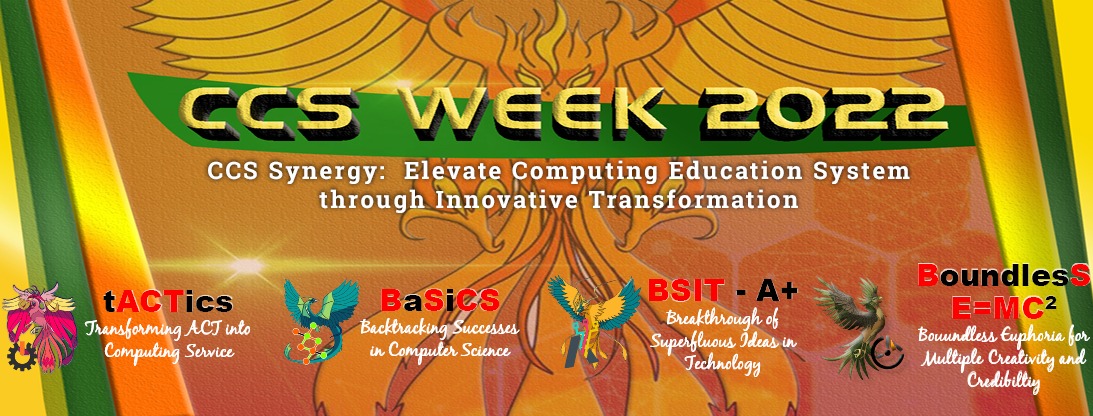 CCS WEEK 2022
CCS Synergy: Elevate Computing Education System
through Innovative Transformation
tACTics
Transforming ACT into
Computing Service
BaSiCS
Backtracking Successes
in Computer Science
BSIT - A+
Breakthrough of
Superfluous Ideas in
Technology
BoundlesS
E=MC²
Bouundless Euphoria for
Multiple Creativity and
Credibiltiy